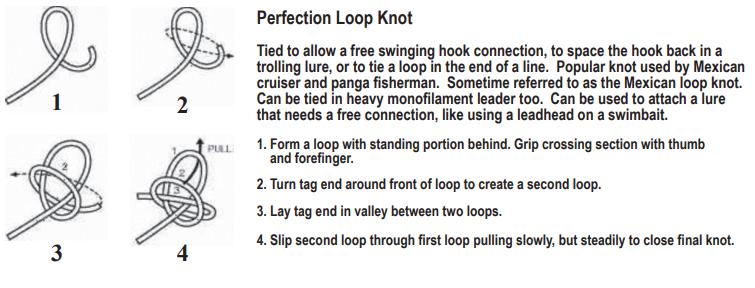 Perfection Loop Knot
Tied to allow a free swinging hook connection, to space the hook back in a
trolling lure, or to tie a loop in the end of a line.  Popular knot used by Mexican
cruiser and panga fisherman.  Sometime referred to as the Mexican loop knot.
Can be tied in heavy monofilament leader too.  Can be used to attach a lure
that needs a free connection, like using a leadhead on a swimbait.
1. Form a loop with standing portion behind. Grip crossing section with thumb
and forefinger.
2. Turn tag end around front of loop to create a second loop.
3. Lay tag end in valley between two loops.
4. Slip second loop through first loop pulling slowly, but steadily to close final knot.
1
2
2
3
1
PULL
2
3
4